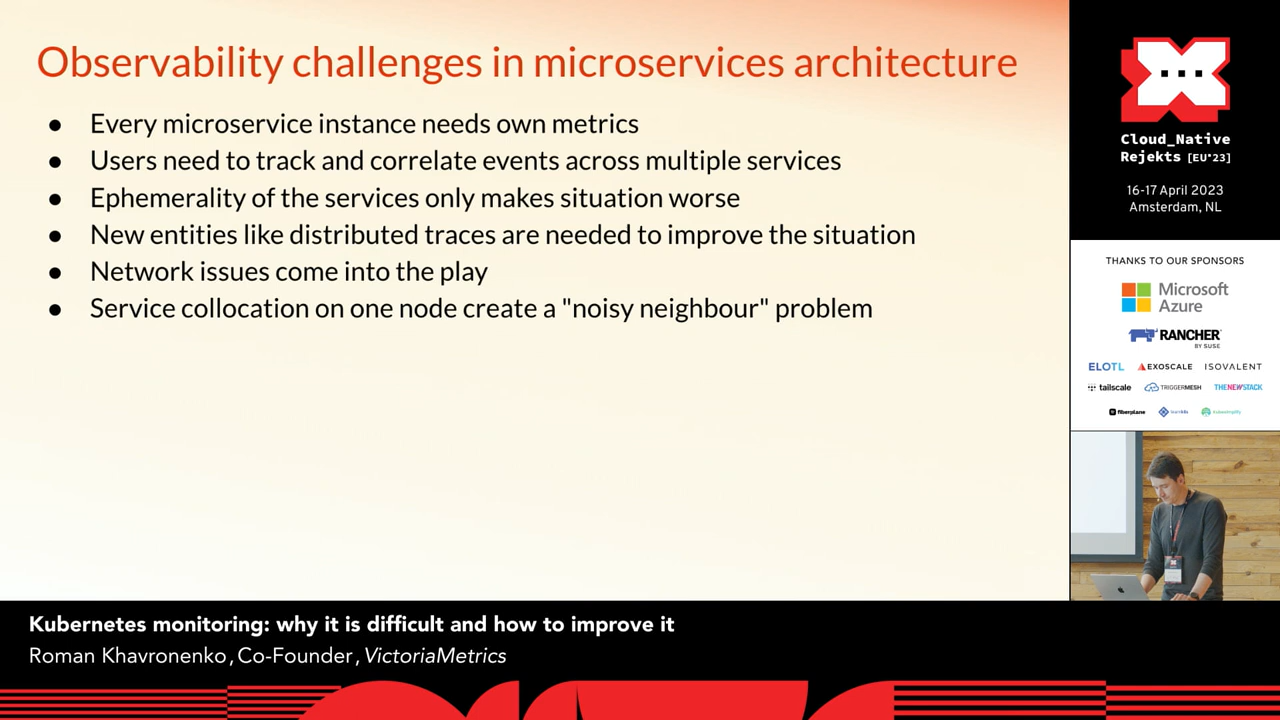 Observability challenges in microservices architecture
● Every microservice instance needs own metrics
● Users need to track and correlate events across multiple services
● Ephemerality of the services only makes situation worse
● New entities like distributed traces are needed to improve the situation
● Network issues come into the play
● Service collocation on one node create a "noisy neighbour" problem
Cloud_Native
Rejekts [EU*23]
16-17 April 2023
Amsterdam, NL
THANKS TO OUR SPONSORS
Microsoft
Azure
RANCHER
BY SUSE
ELOTL EXOSCALE ISOVALENT
tailscale TRIGGERMESH THENEWSTACK
fiberplane kubesimplify
Kubernetes monitoring: why it is difficult and how to improve it
Roman Khavronenko, Co-Founder, VictoriaMetrics